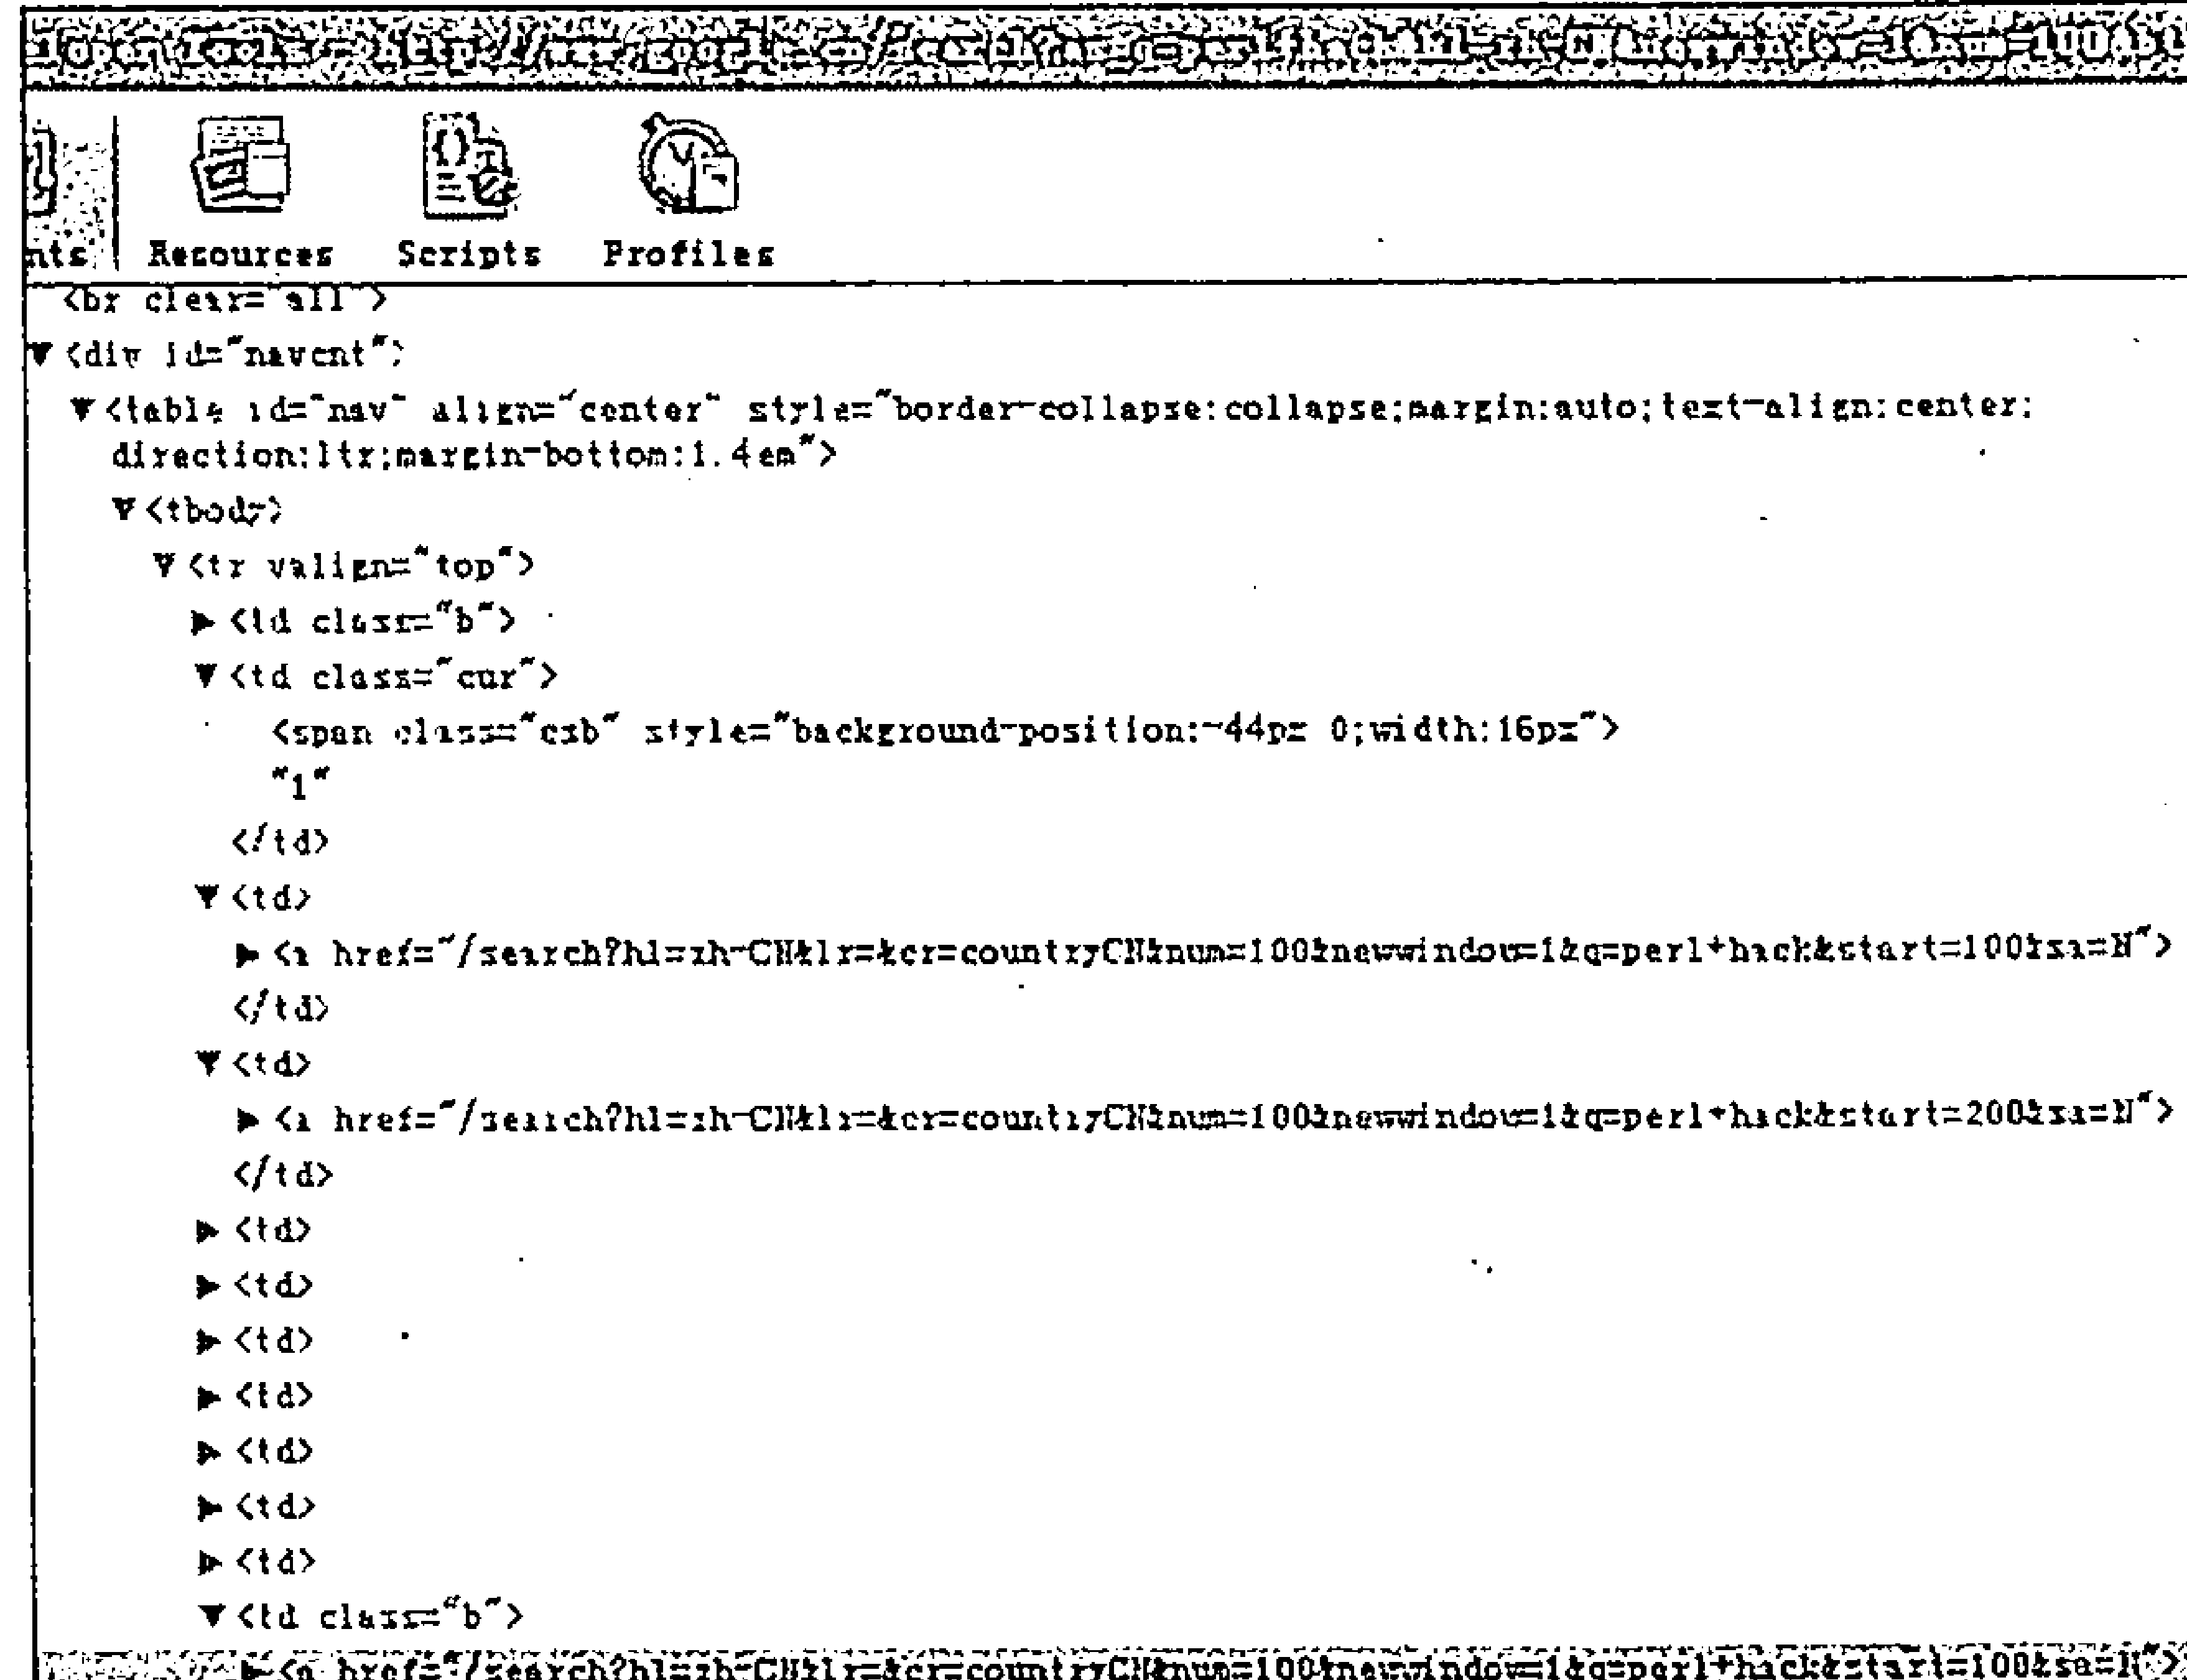 nts Resources Scripts Profiles
<br clear="all">
▼<div id="navcnt">
▼<table id="nav" align="center" style="border-collapse:collapse;margin:auto;text-align:center;
direction:ltr;margin-bottom:1.4em">
▼<tbody>
▼<tr valign="top">
▶<td class="b">
▼<td class="cur">
<span class="csb" style="background-position:-44px 0;width:16px">
"1"
</td>
▼<td>
▶<a href="/search?hl=zh-CN&lr=&cr=countryCN&num=100&newwindow=1&q=perl+hack&start=100&sa=N">
</td>
▼<td>
▶<a href="/search?hl=zh-CN&lr=&cr=countryCN&num=100&newwindow=1&q=perl+hack&start=200&sa=N">
</td>
▶<td>
▶<td>
▶<td>
▶<td>
▶<td>
▶<td>
▶<td>
▼<td class="b">
▶<a href="/search?hl=zh-CN&lr=&cr=countryCN&num=100&newwindow=1&q=perl+hack&start=100&sa=N">